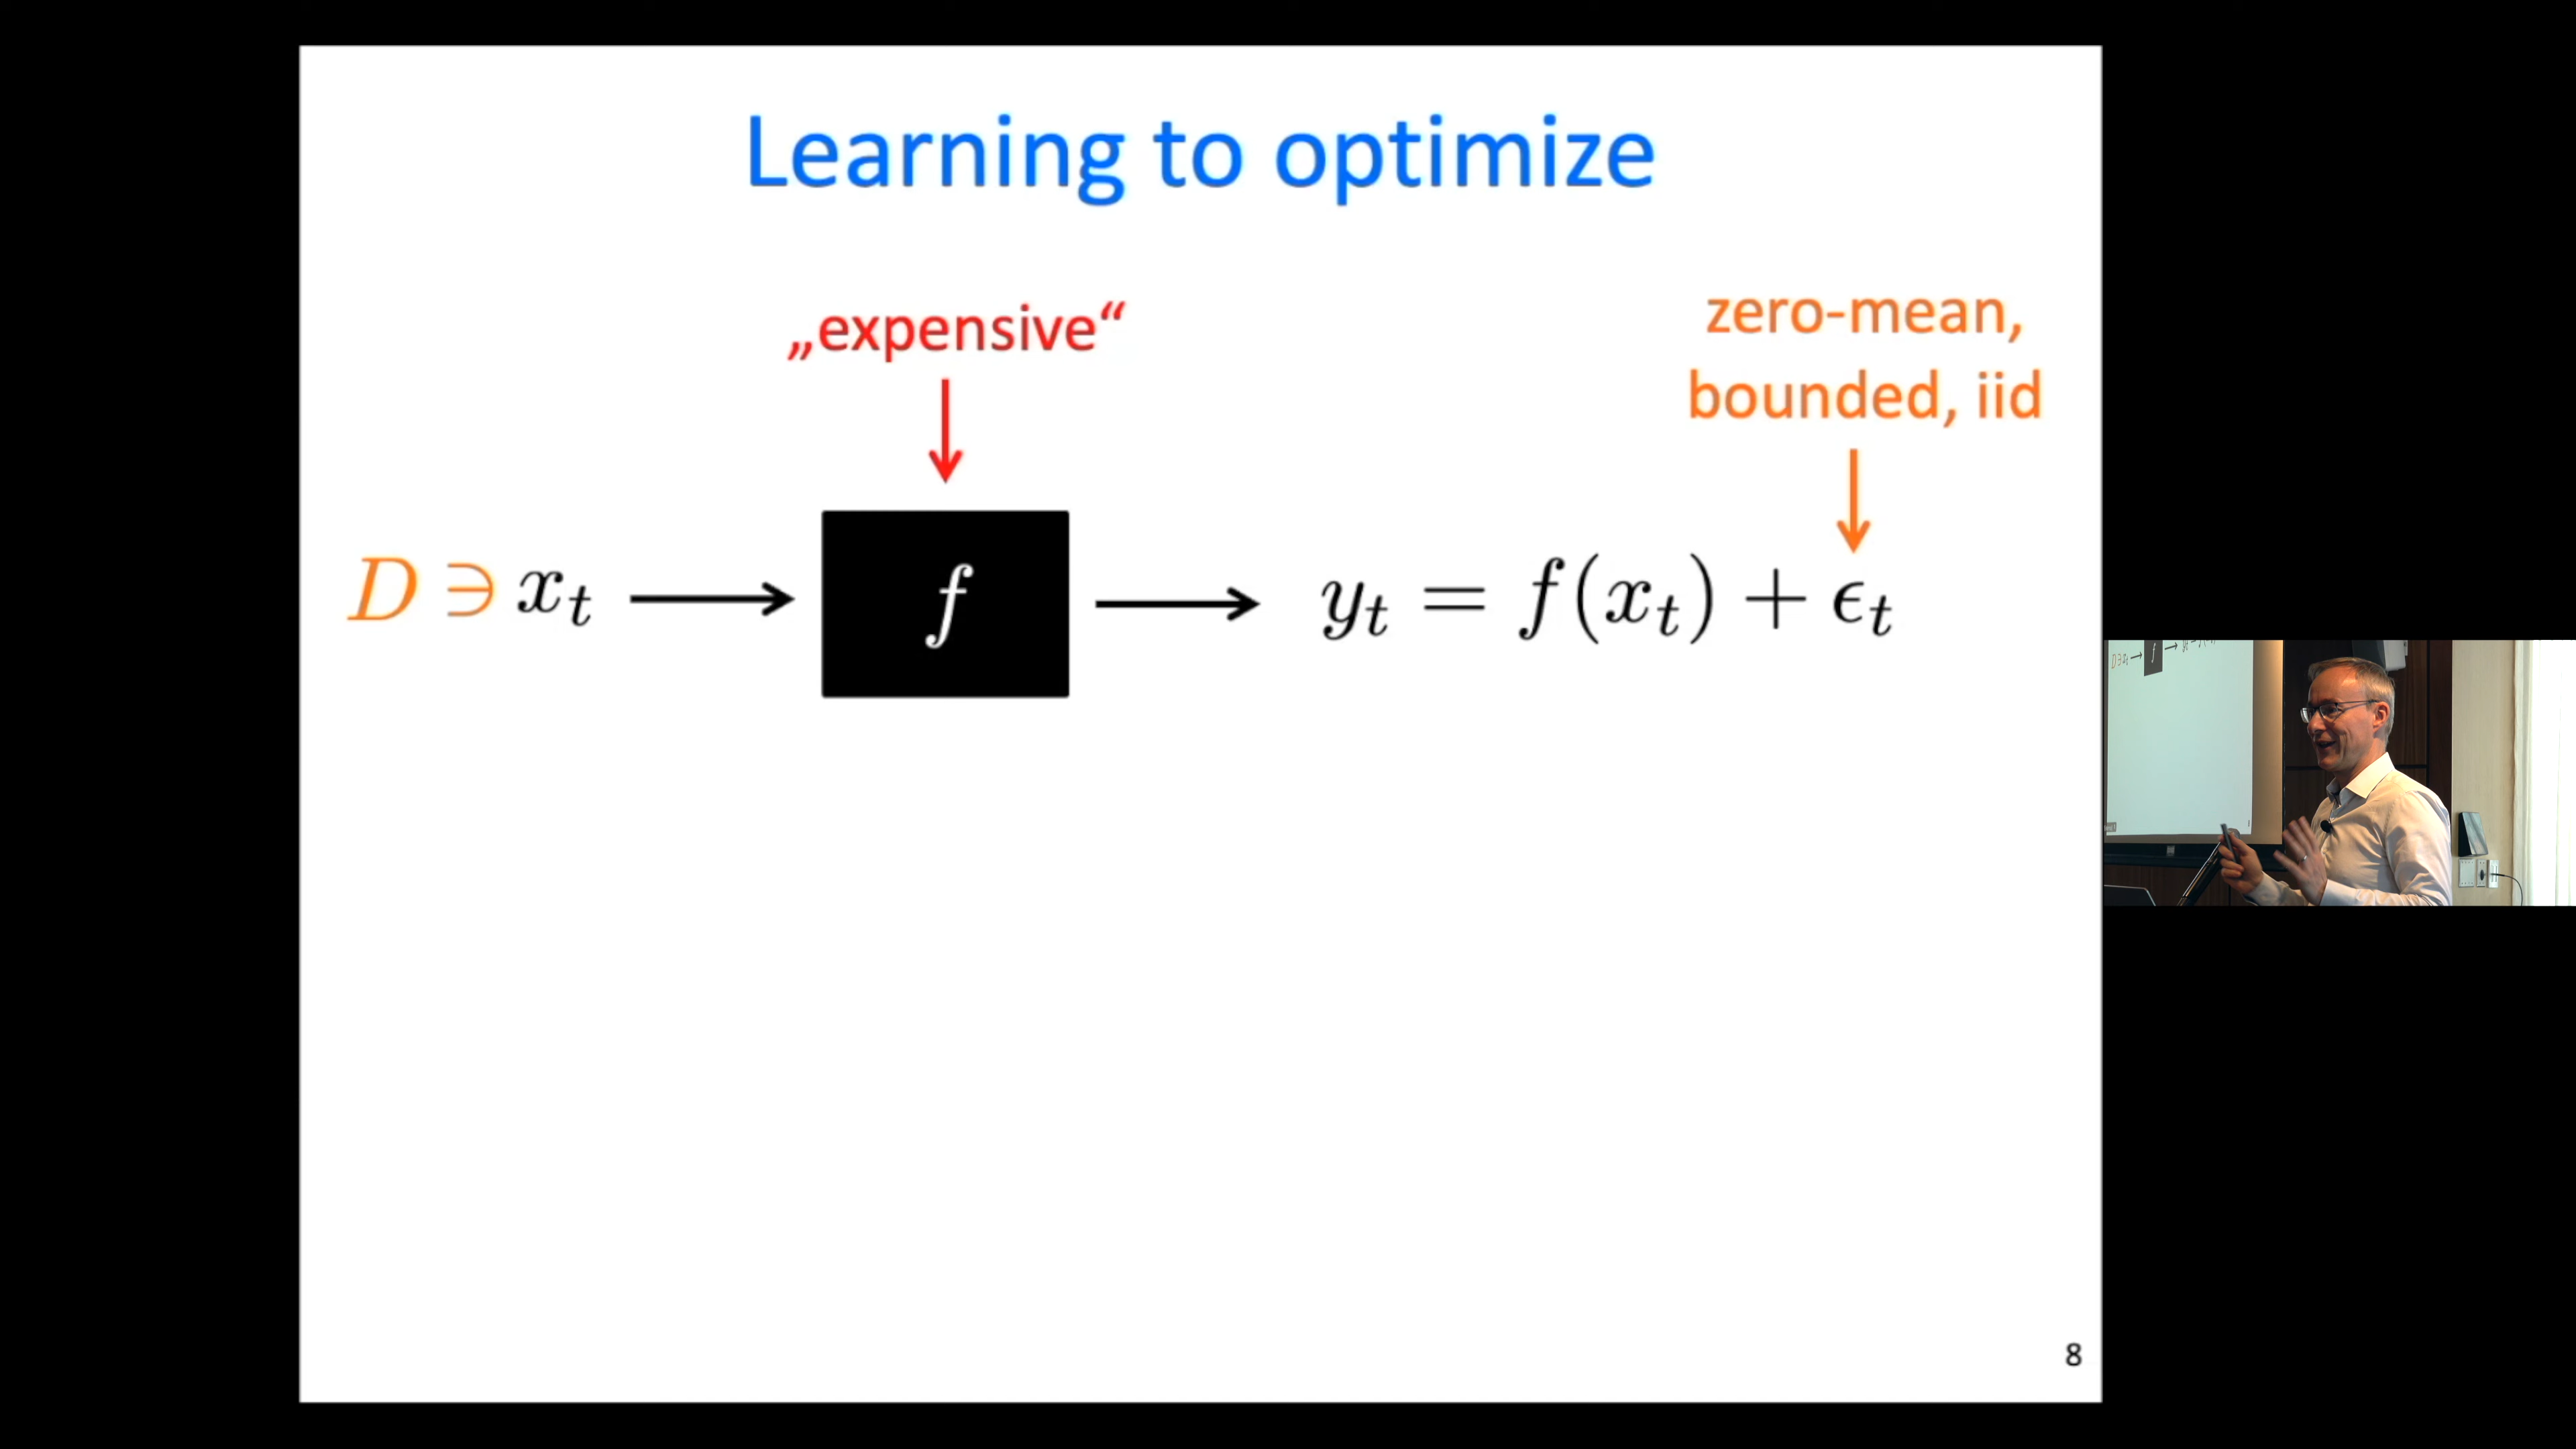 Learning to optimize
„expensive“
zero-mean,
bounded, iid
D ∋ x_t → f → y_t = f(x_t) + ϵ_t
8